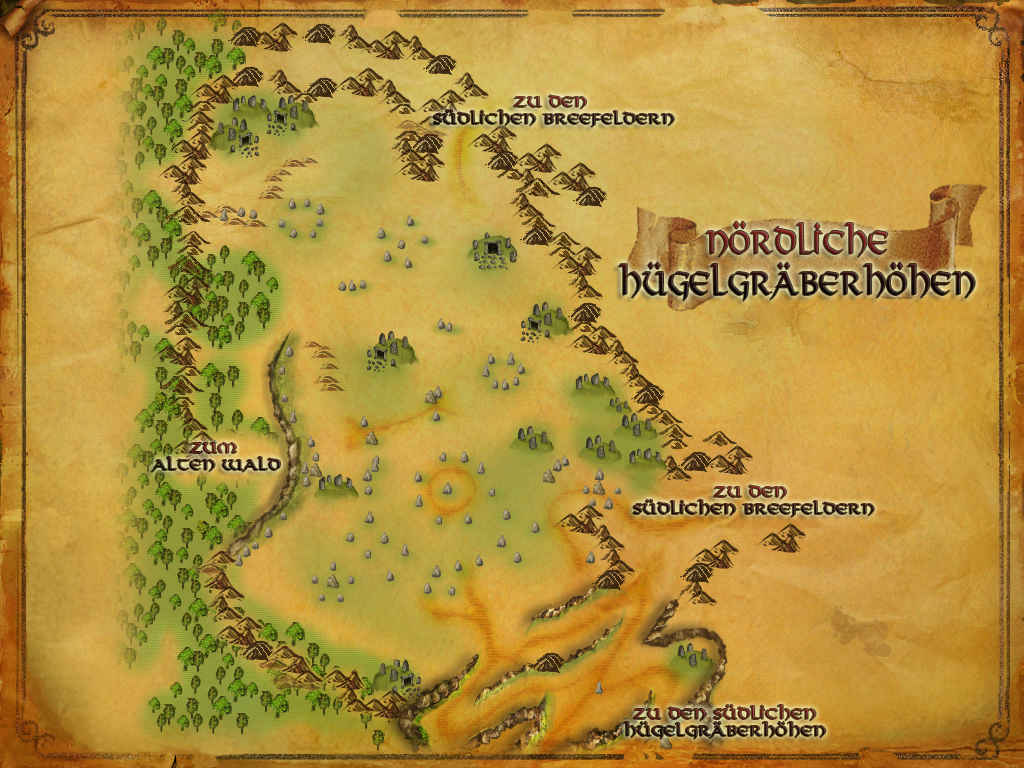 zu den
südlichen Breefeldern
Nördliche
Hügelgräberhöhen
zum
Alten Wald
zu den
südlichen Breefeldern
zu den südlichen
Hügelgräberhöhen